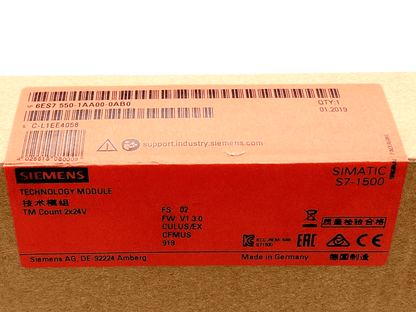 1P 6ES7 550-1AA00-0AB0
QTY:1
01.2019
S C-L1EE4058
support.industry.siemens.com
SIEMENS
SIMATIC
S7-1500
TECHNOLOGY MODULE
技术模组
TM Count 2x24V
FS 02
FW: V1.3.0
CULUS/EX
CFMUS
919
质量检验合格
EAC
Siemens AG, DE-92224 Amberg
Made in Germany
德国制造